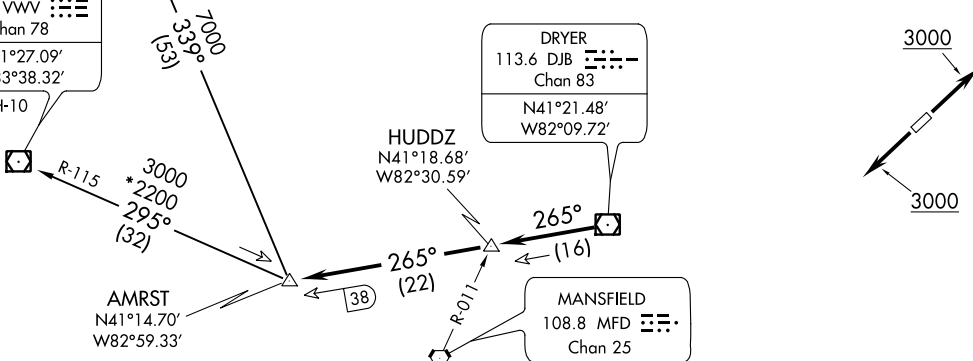 VWV
han 78
1°27.09'
3°38.32'
H-10
7000
339°
(53)
DRYER
113.6 DJB
Chan 83
N41°21.48'
W82°09.72'
3000
3000
HUDDZ
N41°18.68'
W82°30.59'
R-115
3000
*2200
295°
(32)
265°
(16)
265°
(22)
38
AMRST
N41°14.70'
W82°59.33'
R-011
MANSFIELD
108.8 MFD
Chan 25